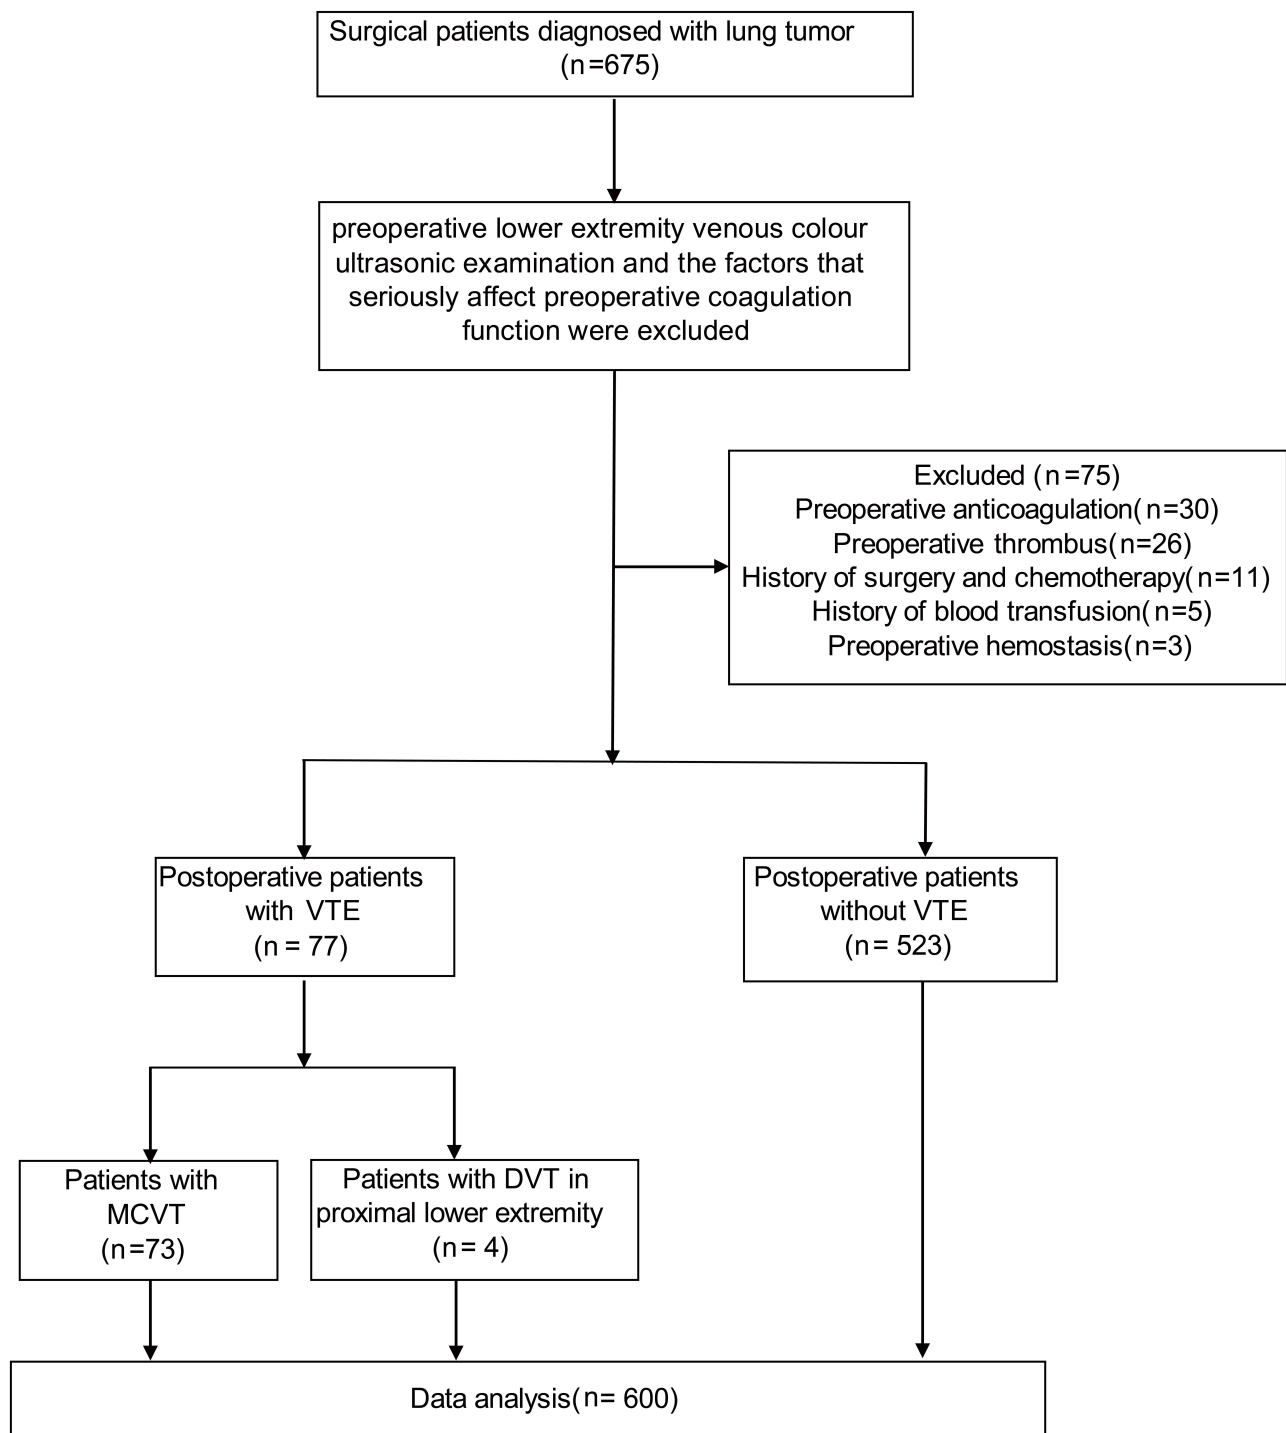 Surgical patients diagnosed with lung tumor
(n=675)
preoperative lower extremity venous colour
ultrasonic examination and the factors that
seriously affect preoperative coagulation
function were excluded
Excluded (n=75)
Preoperative anticoagulation(n=30)
Preoperative thrombus(n=26)
History of surgery and chemotherapy(n=11)
History of blood transfusion(n=5)
Preoperative hemostasis(n=3)
Postoperative patients
with VTE
(n = 77)
Postoperative patients
without VTE
(n= 523)
Patients with
MCVT
(n=73)
Patients with DVT in
proximal lower extremity
(n= 4)
Data analysis(n= 600)